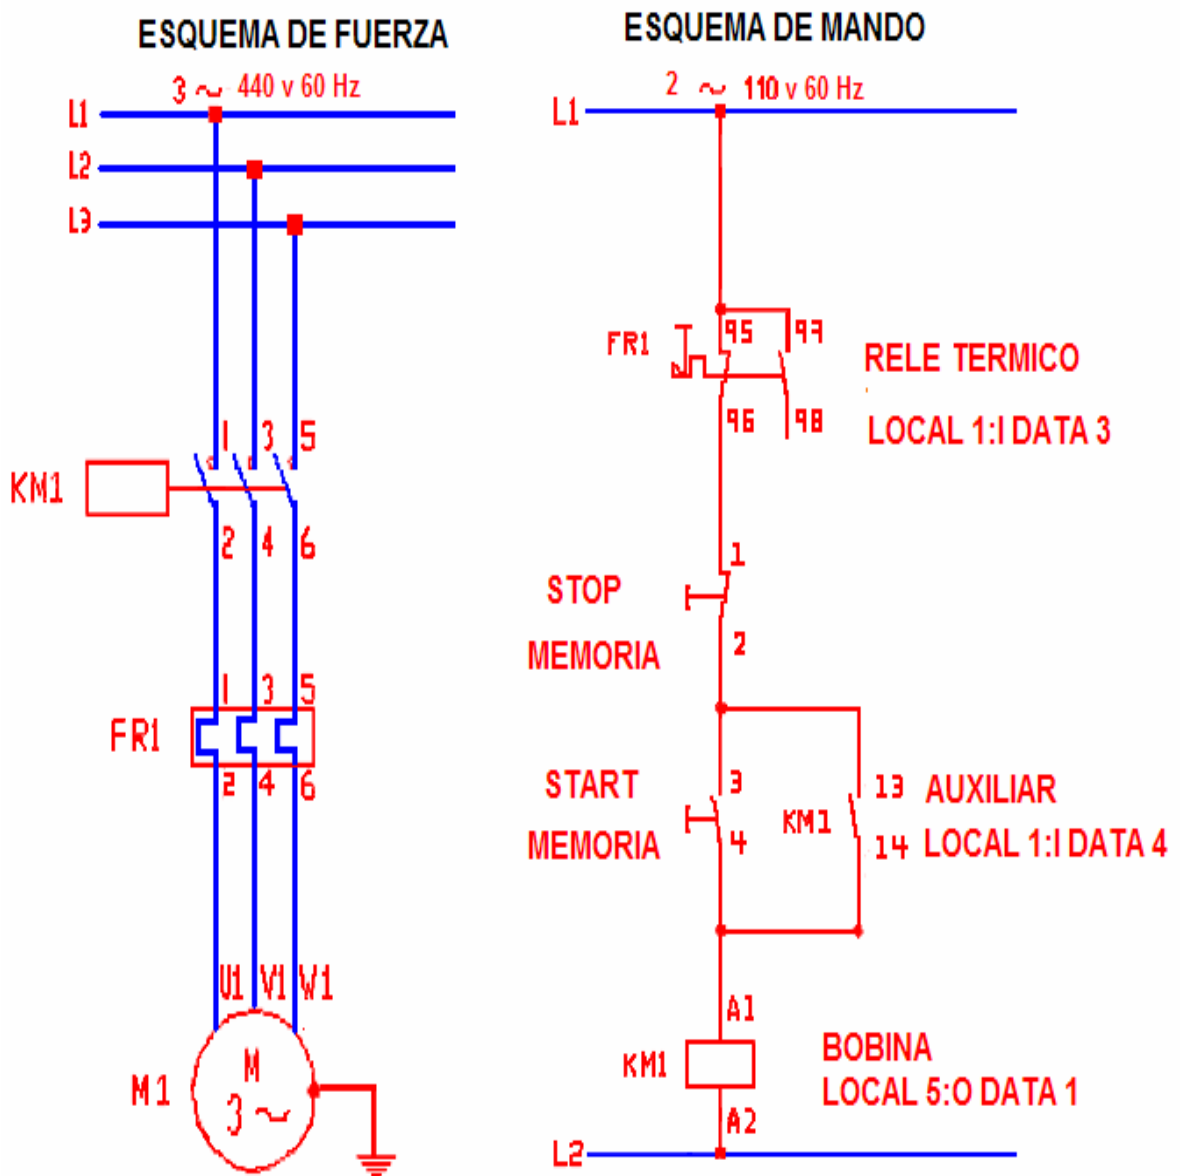 ESQUEMA DE FUERZA
3 ~ 440 v 60 Hz
L1
L2
L3
1 3 5
KM1
2 4 6
1 3 5
FR1
2 4 6
U1 V1 W1
M1
M
3 ~
ESQUEMA DE MANDO
2 ~ 110 v 60 Hz
L1
FR1
95 97
96 98
RELE TERMICO
LOCAL 1:I DATA 3
1
STOP
MEMORIA
2
START
MEMORIA
3
4
KM1
13 AUXILIAR
14 LOCAL 1:I DATA 4
A1
KM1
A2
BOBINA
LOCAL 5:O DATA 1
L2